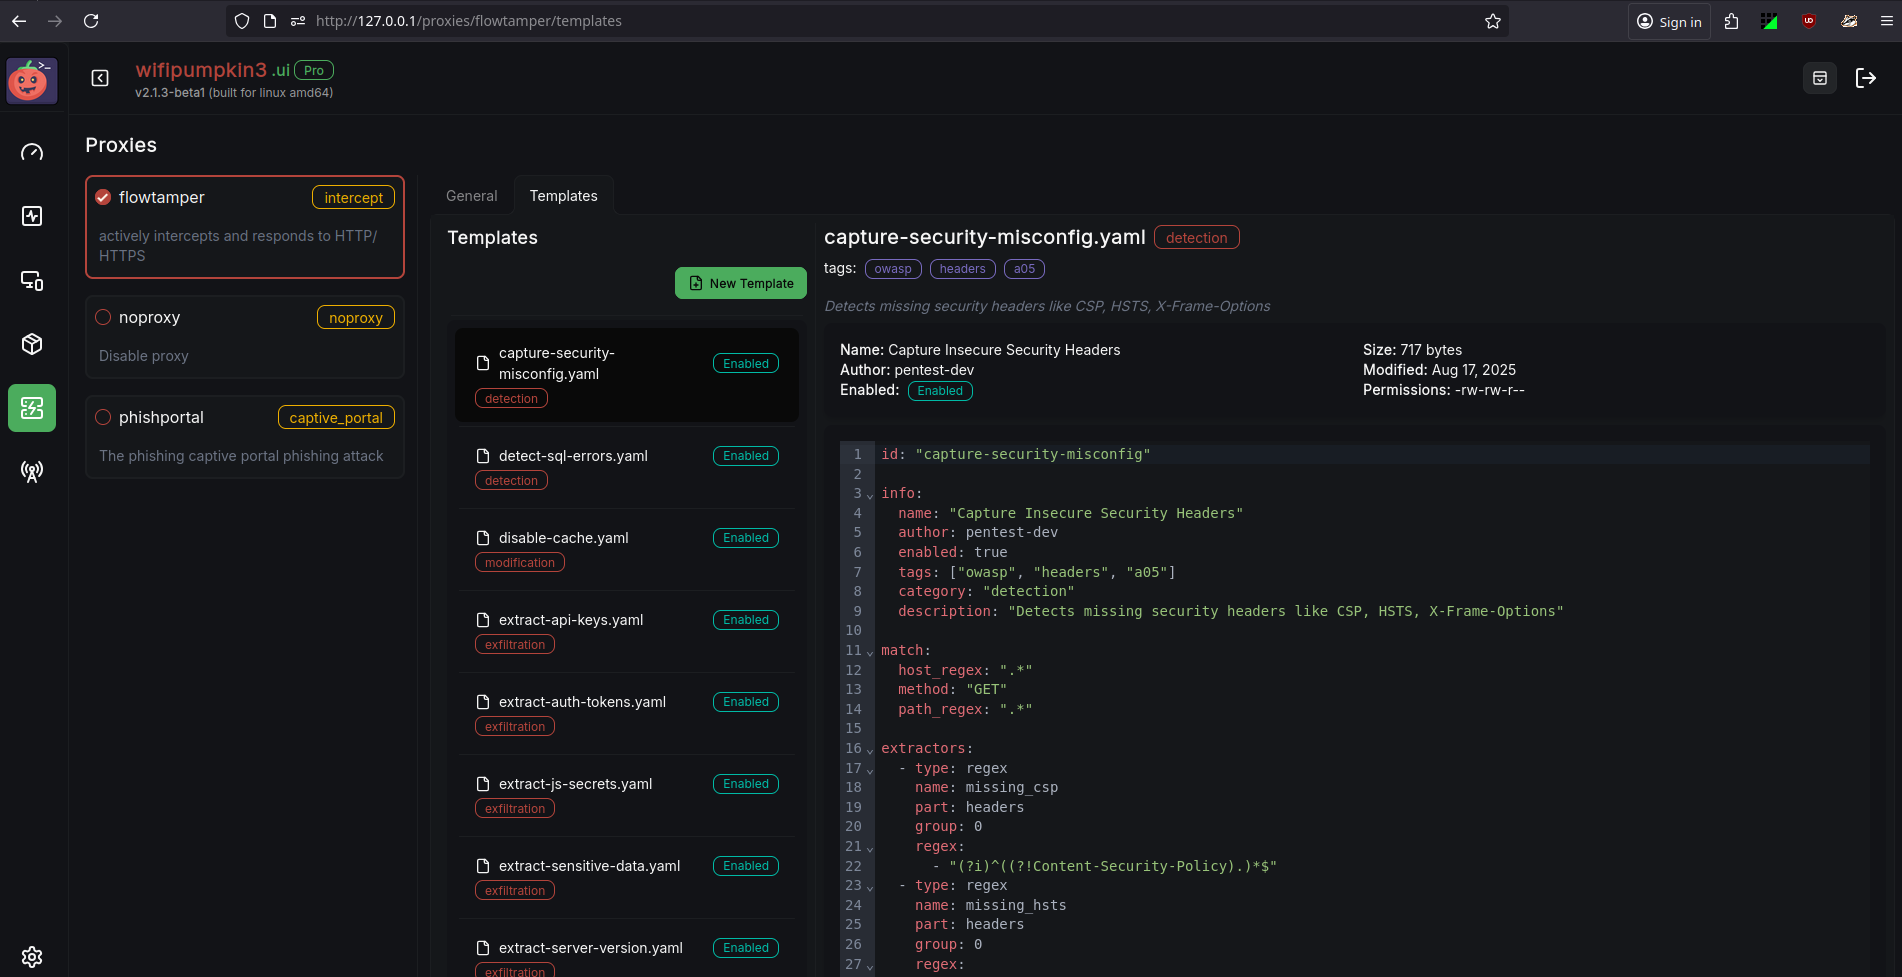 http://127.0.0.1/proxies/flowtamper/templates
Sign in
wifipumpkin3 .ui Pro
v2.1.3-beta1 (built for linux amd64)
Proxies
flowtamper intercept
actively intercepts and responds to HTTP/
HTTPS
noproxy noproxy
Disable proxy
phishportal captive_portal
The phishing captive portal phishing attack
General Templates
Templates
New Template
capture-security-
misconfig.yaml Enabled
detection
detect-sql-errors.yaml Enabled
detection
disable-cache.yaml Enabled
modification
extract-api-keys.yaml Enabled
exfiltration
extract-auth-tokens.yaml Enabled
exfiltration
extract-js-secrets.yaml Enabled
exfiltration
extract-sensitive-data.yaml Enabled
exfiltration
extract-server-version.yaml Enabled
exfiltration
capture-security-misconfig.yaml detection
tags: owasp headers a05
Detects missing security headers like CSP, HSTS, X-Frame-Options
Name: Capture Insecure Security Headers
Author: pentest-dev
Enabled: Enabled
Size: 717 bytes
Modified: Aug 17, 2025
Permissions: -rw-rw-r--
1 id: "capture-security-misconfig"
2
3 info:
4   name: "Capture Insecure Security Headers"
5   author: pentest-dev
6   enabled: true
7   tags: ["owasp", "headers", "a05"]
8   category: "detection"
9   description: "Detects missing security headers like CSP, HSTS, X-Frame-Options"
10
11 match:
12   host_regex: ".*"
13   method: "GET"
14   path_regex: ".*"
15
16 extractors:
17   - type: regex
18     name: missing_csp
19     part: headers
20     group: 0
21     regex:
22       - "(?i)^((?!Content-Security-Policy).)*$"
23   - type: regex
24     name: missing_hsts
25     part: headers
26     group: 0
27     regex: